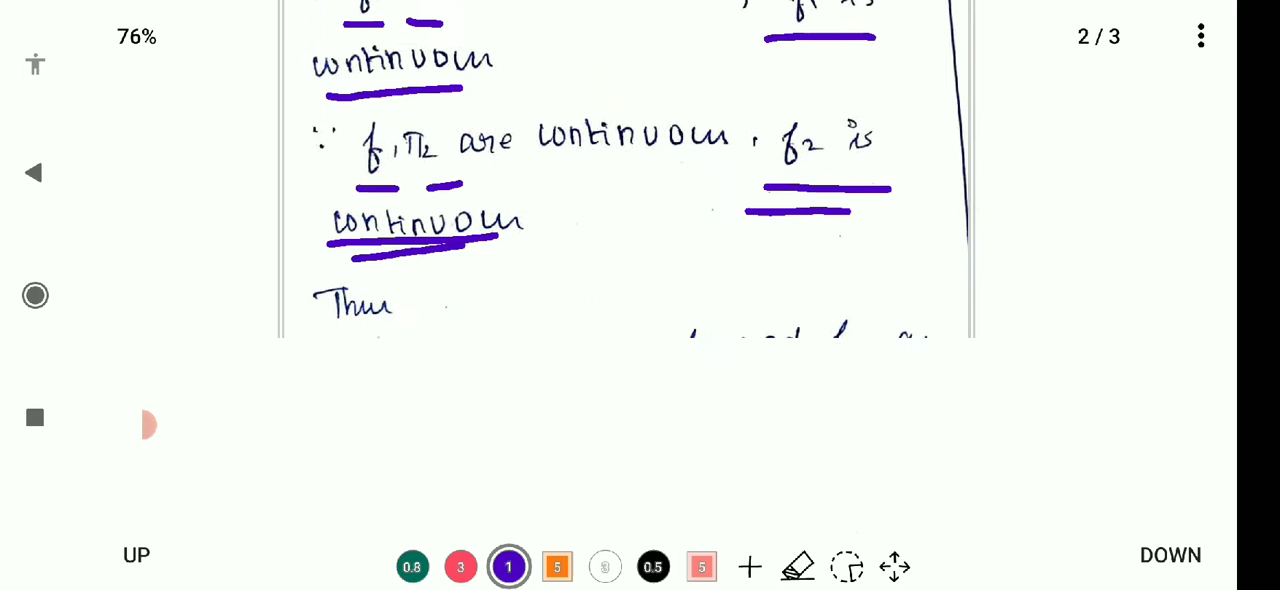 76%
2 / 3
continuous
∵ f, π₂ are continuous, f₂ is
continuous
Thus
UP
0.8 3 1 5 3 0.5 5
DOWN